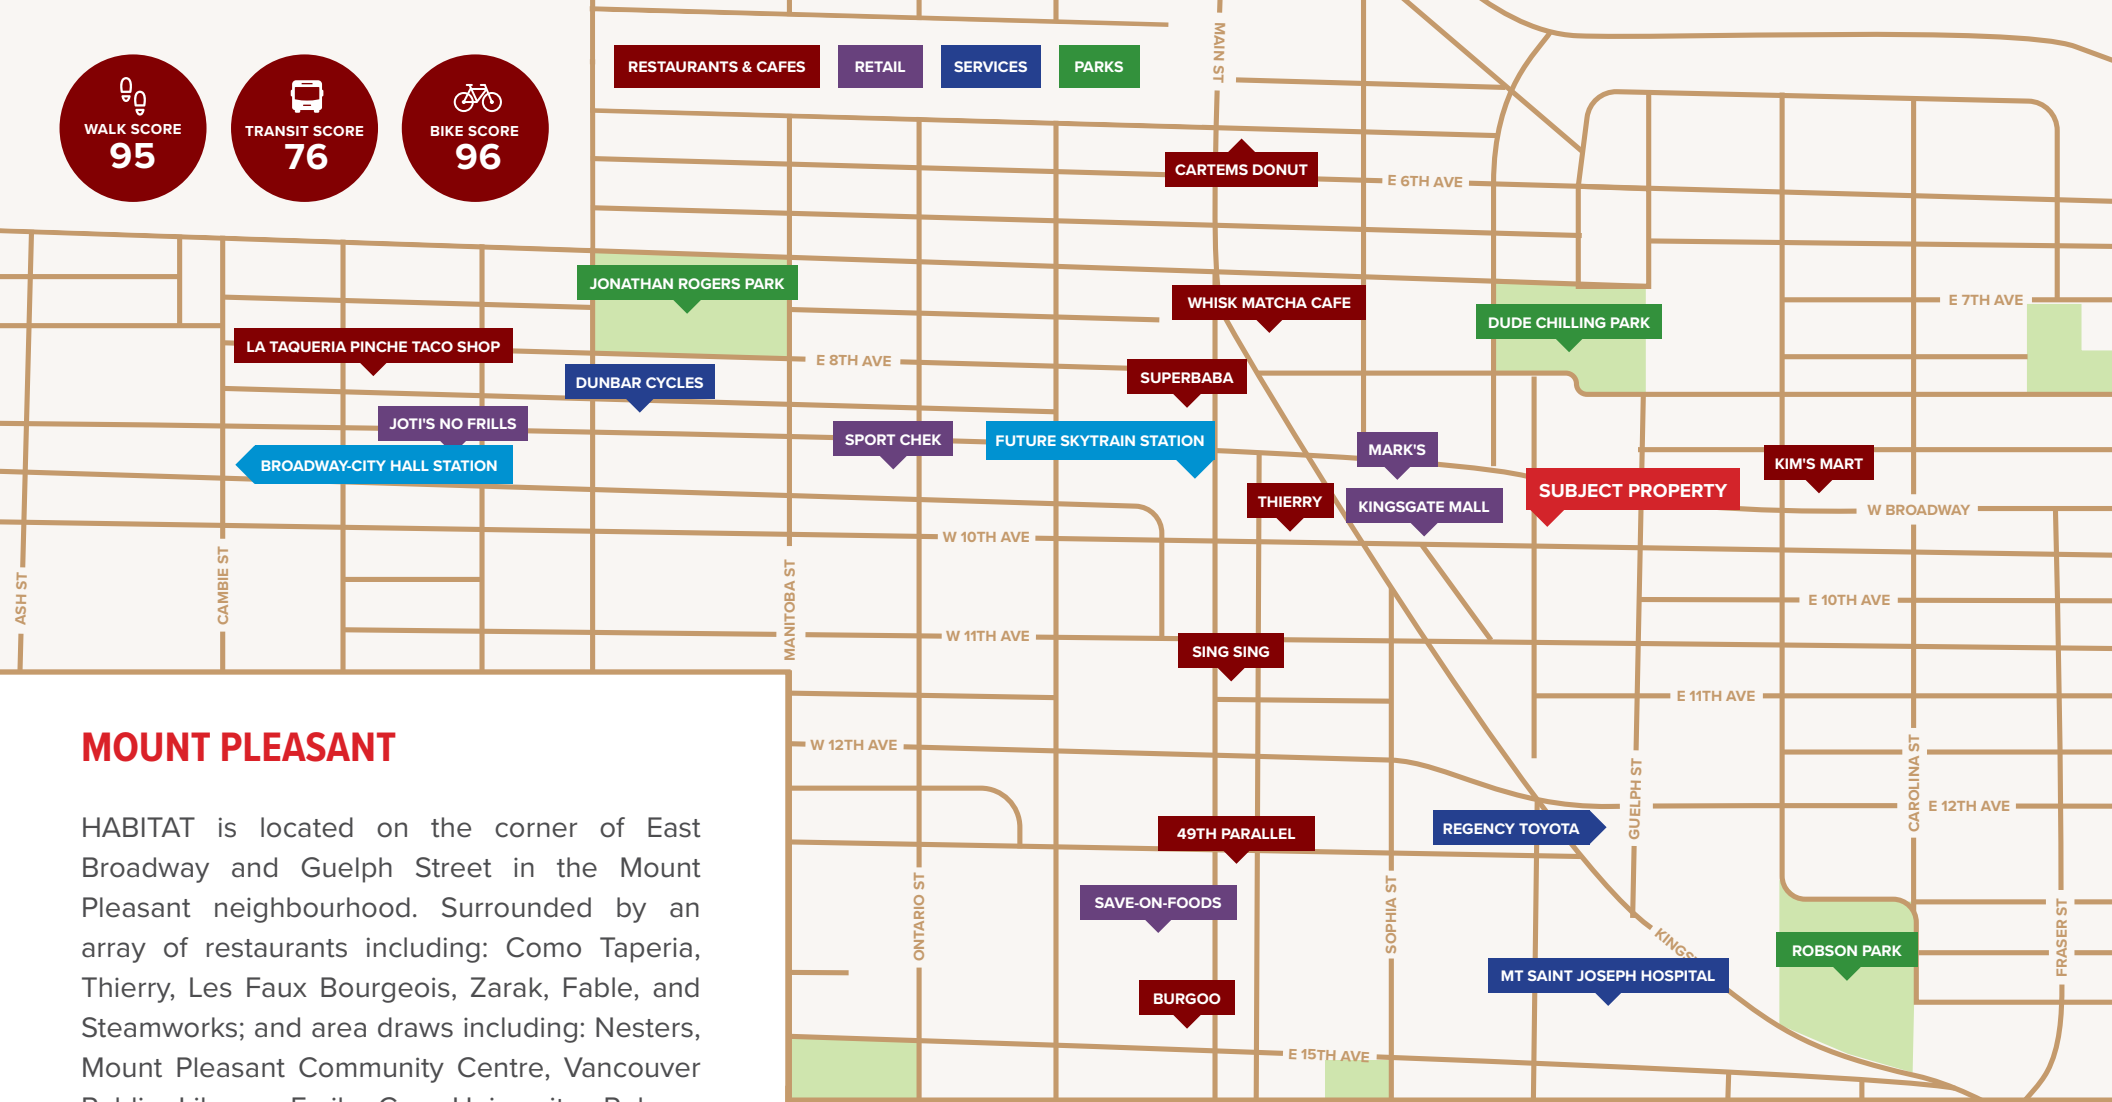 WALK SCORE
95
TRANSIT SCORE
76
BIKE SCORE
96
RESTAURANTS & CAFES
RETAIL
SERVICES
PARKS
MAIN ST
CARTEMS DONUT
E 6TH AVE
JONATHAN ROGERS PARK
WHISK MATCHA CAFE
E 7TH AVE
DUDE CHILLING PARK
LA TAQUERIA PINCHE TACO SHOP
E 8TH AVE
DUNBAR CYCLES
SUPERBABA
JOTI'S NO FRILLS
SPORT CHEK
FUTURE SKYTRAIN STATION
MARK'S
BROADWAY-CITY HALL STATION
KIM'S MART
SUBJECT PROPERTY
THIERRY
KINGSGATE MALL
W BROADWAY
W 10TH AVE
ASH ST
CAMBIE ST
MANITOBA ST
E 10TH AVE
W 11TH AVE
SING SING
E 11TH AVE
W 12TH AVE
GUELPH ST
CAROLINA ST
E 12TH AVE
REGENCY TOYOTA
49TH PARALLEL
SAVE-ON-FOODS
ONTARIO ST
SOPHIA ST
KINGS
FRASER ST
ROBSON PARK
MT SAINT JOSEPH HOSPITAL
BURGOO
E 15TH AVE
MOUNT PLEASANT
HABITAT is located on the corner of East
Broadway and Guelph Street in the Mount
Pleasant neighbourhood. Surrounded by an
array of restaurants including: Como Taperia,
Thierry, Les Faux Bourgeois, Zarak, Fable, and
Steamworks; and area draws including: Nesters,
Mount Pleasant Community Centre, Vancouver